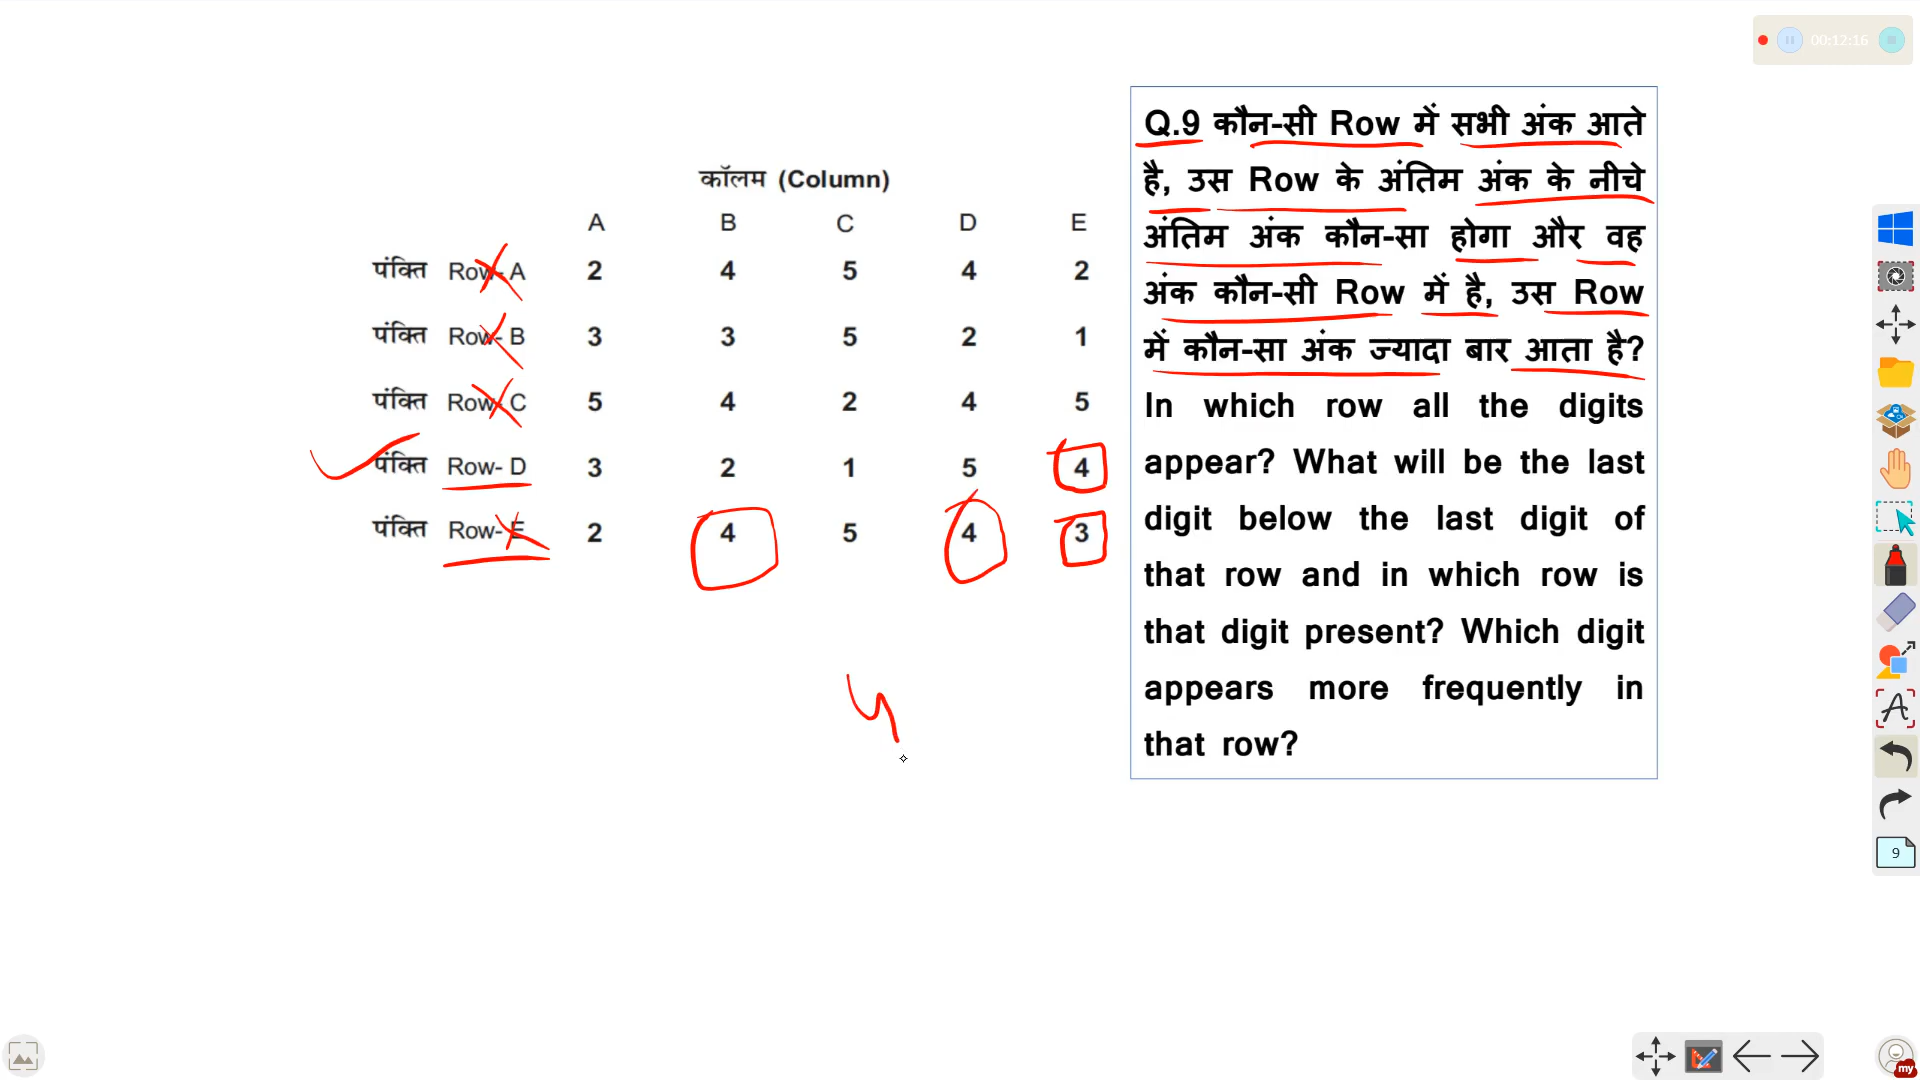 00:12:16
कॉलम (Column)
A B C D E
पंक्ति Row- A 2 4 5 4 2
पंक्ति Row- B 3 3 5 2 1
पंक्ति Row- C 5 4 2 4 5
पंक्ति Row- D 3 2 1 5 4
पंक्ति Row- E 2 4 5 4 3
4
Q.9 कौन-सी Row में सभी अंक आते
है, उस Row के अंतिम अंक के नीचे
अंतिम अंक कौन-सा होगा और वह
अंक कौन-सी Row में है, उस Row
में कौन-सा अंक ज्यादा बार आता है?
In which row all the digits
appear? What will be the last
digit below the last digit of
that row and in which row is
that digit present? Which digit
appears more frequently in
that row?
9
my